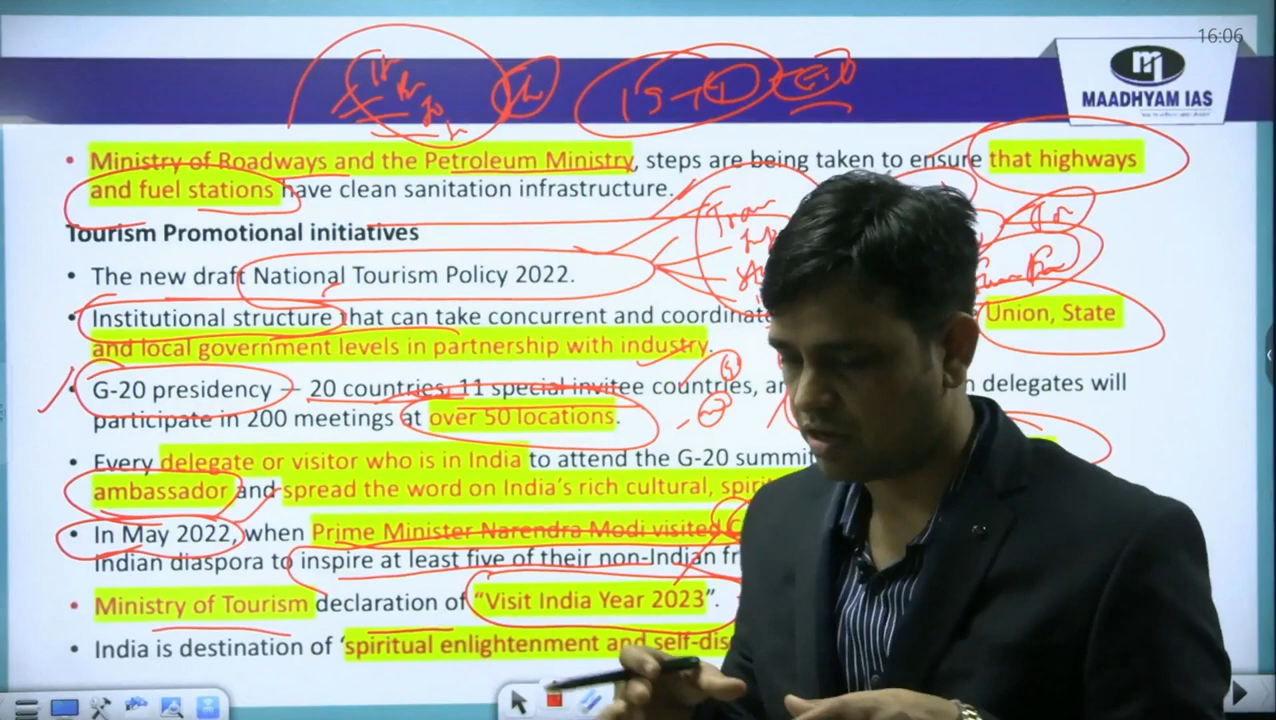 16:06
MAADHYAM IAS
• Ministry of Roadways and the Petroleum Ministry, steps are being taken to ensure that highways
and fuel stations have clean sanitation infrastructure.
Tourism Promotional initiatives
• The new draft National Tourism Policy 2022.
• Institutional structure that can take concurrent and Union, State
and local government levels in partnership with industry.
• G-20 presidency – 20 countries, 11 special invitee countries, delegates will
participate in 200 meetings at over 50 locations.
• Every delegate or visitor who is in India to attend the G-20
ambassador and spread the word on India's rich cultural,
• In May 2022, when Prime Minister Narendra Modi visited
Indian diaspora to inspire at least five of their non-Indian
• Ministry of Tourism declaration of “Visit India Year 2023”.
• India is destination of ‘spiritual enlightenment and